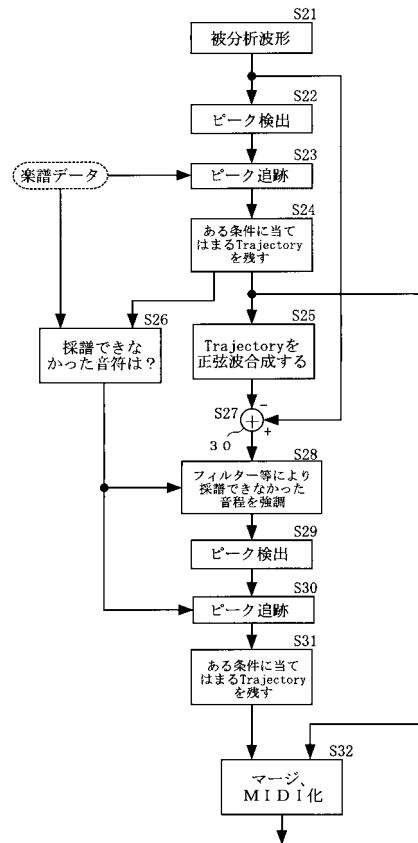 S21
被分析波形
S22
ピーク検出
S23
楽譜データ
ピーク追跡
S24
ある条件に当て
はまるTrajectory
を残す
S25
Trajectoryを
正弦波合成する
S26
採譜できな
かった音符は？
S27
－
＋
＋
３０
S28
フィルター等により
採譜できなかった
音程を強調
S29
ピーク検出
S30
ピーク追跡
S31
ある条件に当て
はまるTrajectory
を残す
S32
マージ、
ＭＩＤＩ化